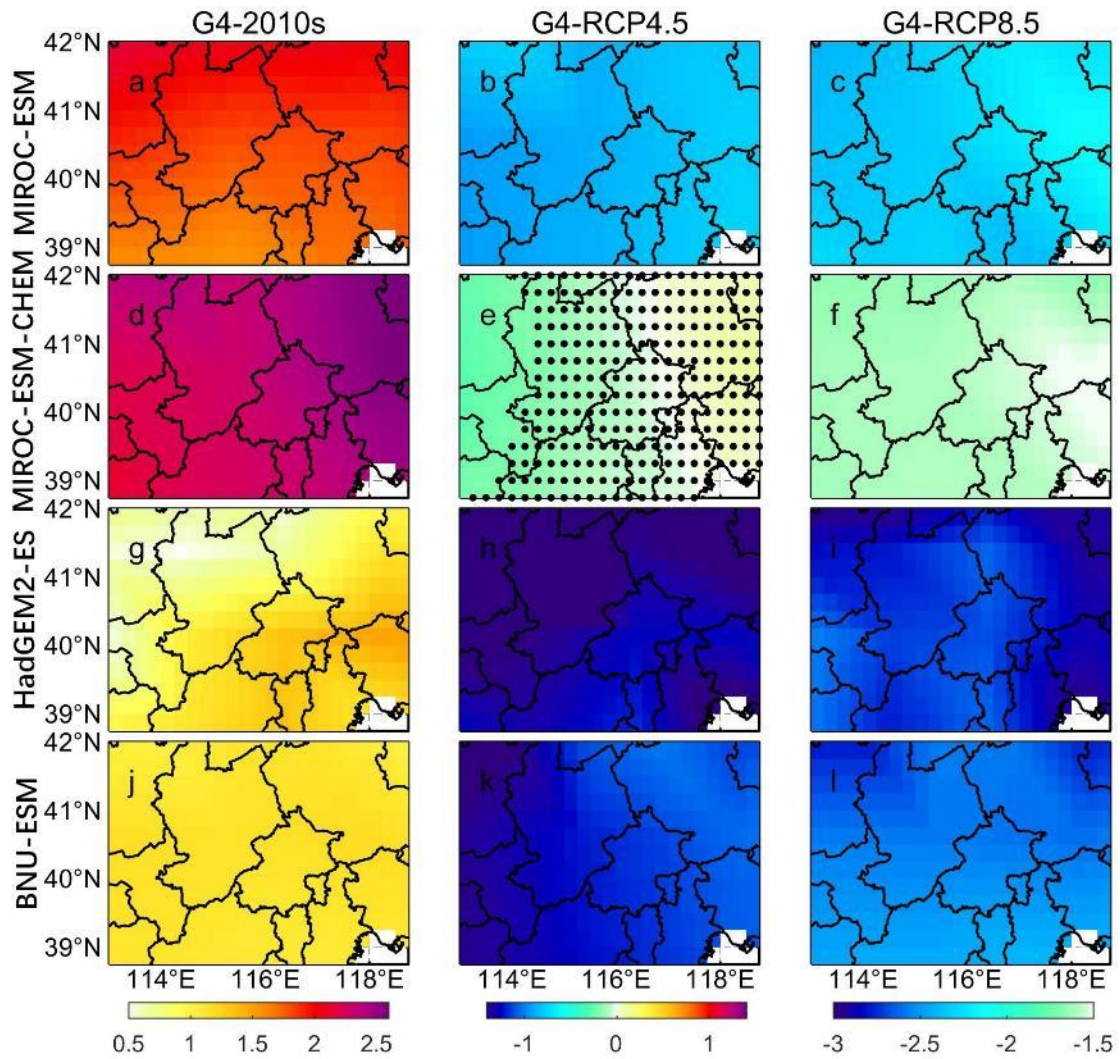 G4-2010s G4-RCP4.5 G4-RCP8.5
MIROC-ESM
42°N
41°N
40°N
39°N
a b c
MIROC-ESM-CHEM
42°N
41°N
40°N
39°N
d e f
HadGEM2-ES
42°N
41°N
40°N
39°N
g h i
BNU-ESM
42°N
41°N
40°N
39°N
j k l
114°E 116°E 118°E 114°E 116°E 118°E 114°E 116°E 118°E
0.5 1 1.5 2 2.5 -1 0 1 -3 -2.5 -2 -1.5